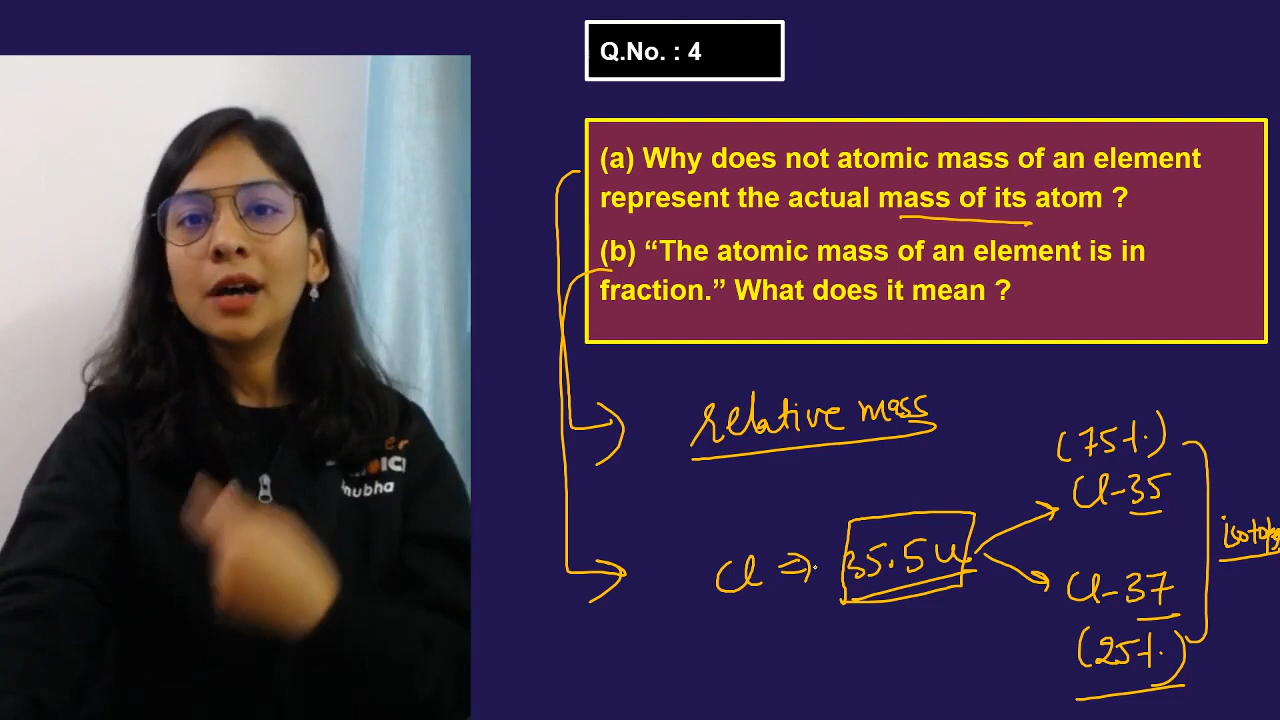 Q.No. : 4
(a) Why does not atomic mass of an element
represent the actual mass of its atom ?
(b) “The atomic mass of an element is in
fraction.” What does it mean ?
relative mass
(75%)
Cl-35
Cl ⇒ 35.5u
Cl-37
(25%)